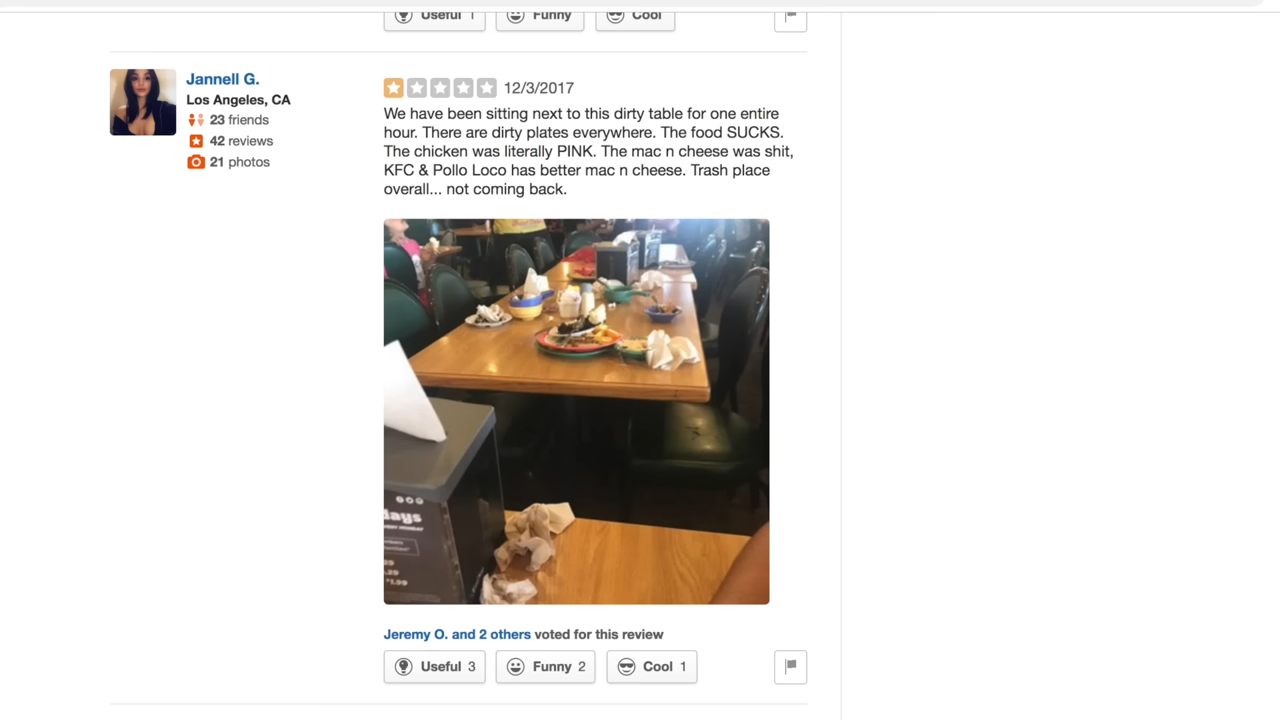 Useful 1
Funny
Cool
Jannell G.
Los Angeles, CA
23 friends
42 reviews
21 photos
12/3/2017
We have been sitting next to this dirty table for one entire
hour. There are dirty plates everywhere. The food SUCKS.
The chicken was literally PINK. The mac n cheese was shit,
KFC & Pollo Loco has better mac n cheese. Trash place
overall... not coming back.
days
Jeremy O. and 2 others voted for this review
Useful 3
Funny 2
Cool 1